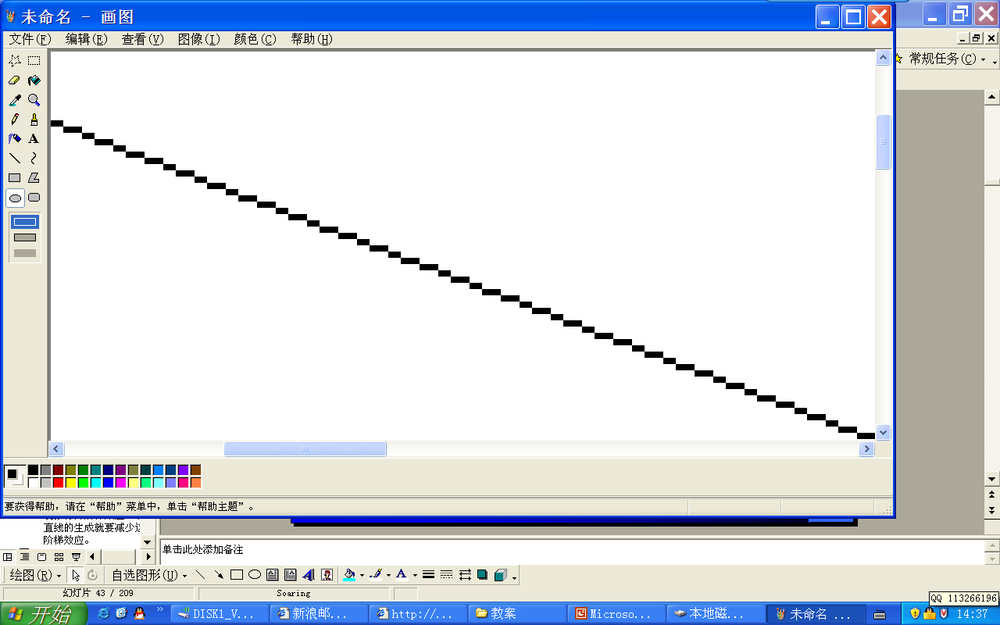 未命名 - 画图
文件(F) 编辑(E) 查看(V) 图像(I) 颜色(C) 帮助(H)
常规任务(C)
A
要获得帮助，请在“帮助”菜单中，单击“帮助主题”。
直线的生成就要减少这
阶梯效应。
单击此处添加备注
绘图(R) 自选图形(U) A A
幻灯片 43 / 209 Soaring
QQ 113266196
开始 DISK1_V... 新浪邮... http://... 教案 Microso... 本地磁... 未命名 ... 14:37